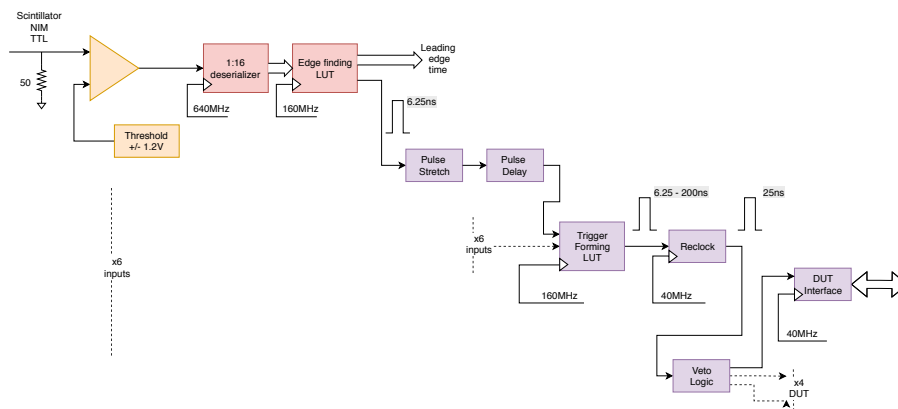 Scintillator
NIM
TTL
50
Threshold
+/- 1.2V
1:16
deserializer
640MHz
Edge finding
LUT
160MHz
Leading
edge
time
6.25ns
Pulse
Stretch
Pulse
Delay
x6
inputs
x6
inputs
Trigger
Forming
LUT
160MHz
6.25 - 200ns
Reclock
40MHz
25ns
DUT
Interface
40MHz
Veto
Logic
x4
DUT